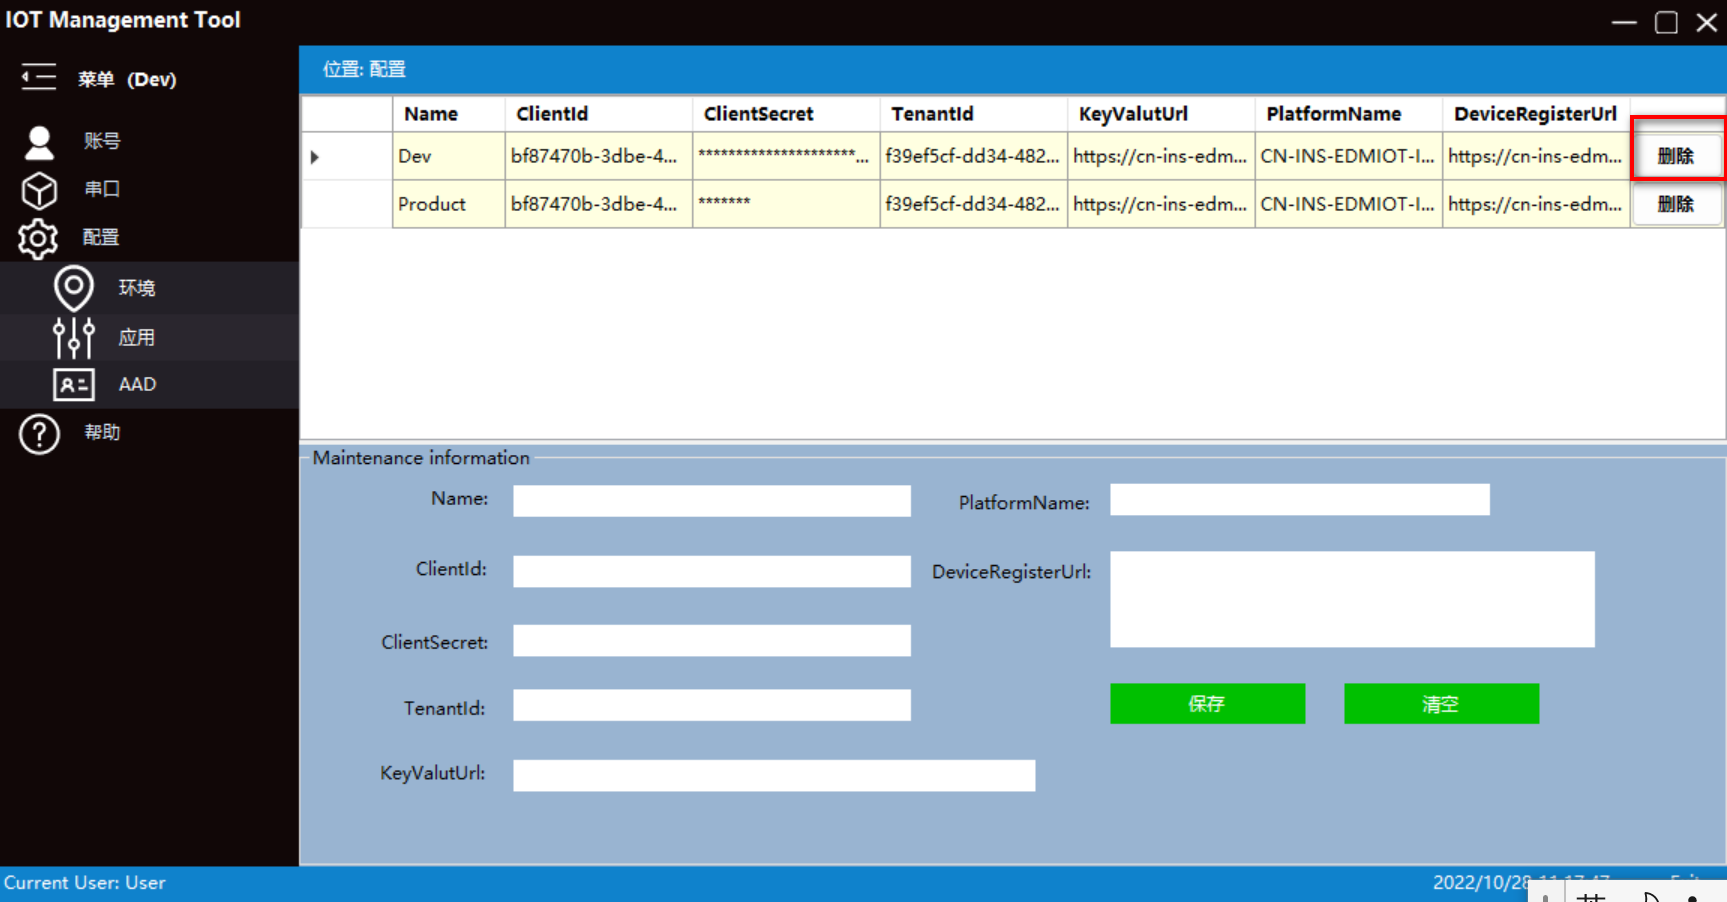 IOT Management Tool
菜单 (Dev)
账号
串口
配置
环境
应用
AAD
帮助
位置: 配置
Name ClientId ClientSecret TenantId KeyValutUrl PlatformName DeviceRegisterUrl
Dev bf87470b-3dbe-4... **********************... f39ef5cf-dd34-482... https://cn-ins-edm... CN-INS-EDMIOT-I... https://cn-ins-edm... 删除
Product bf87470b-3dbe-4... ******* f39ef5cf-dd34-482... https://cn-ins-edm... CN-INS-EDMIOT-I... https://cn-ins-edm... 删除
Maintenance information
Name:
PlatformName:
ClientId:
DeviceRegisterUrl:
ClientSecret:
TenantId:
保存 清空
KeyValutUrl:
Current User: User
2022/10/28